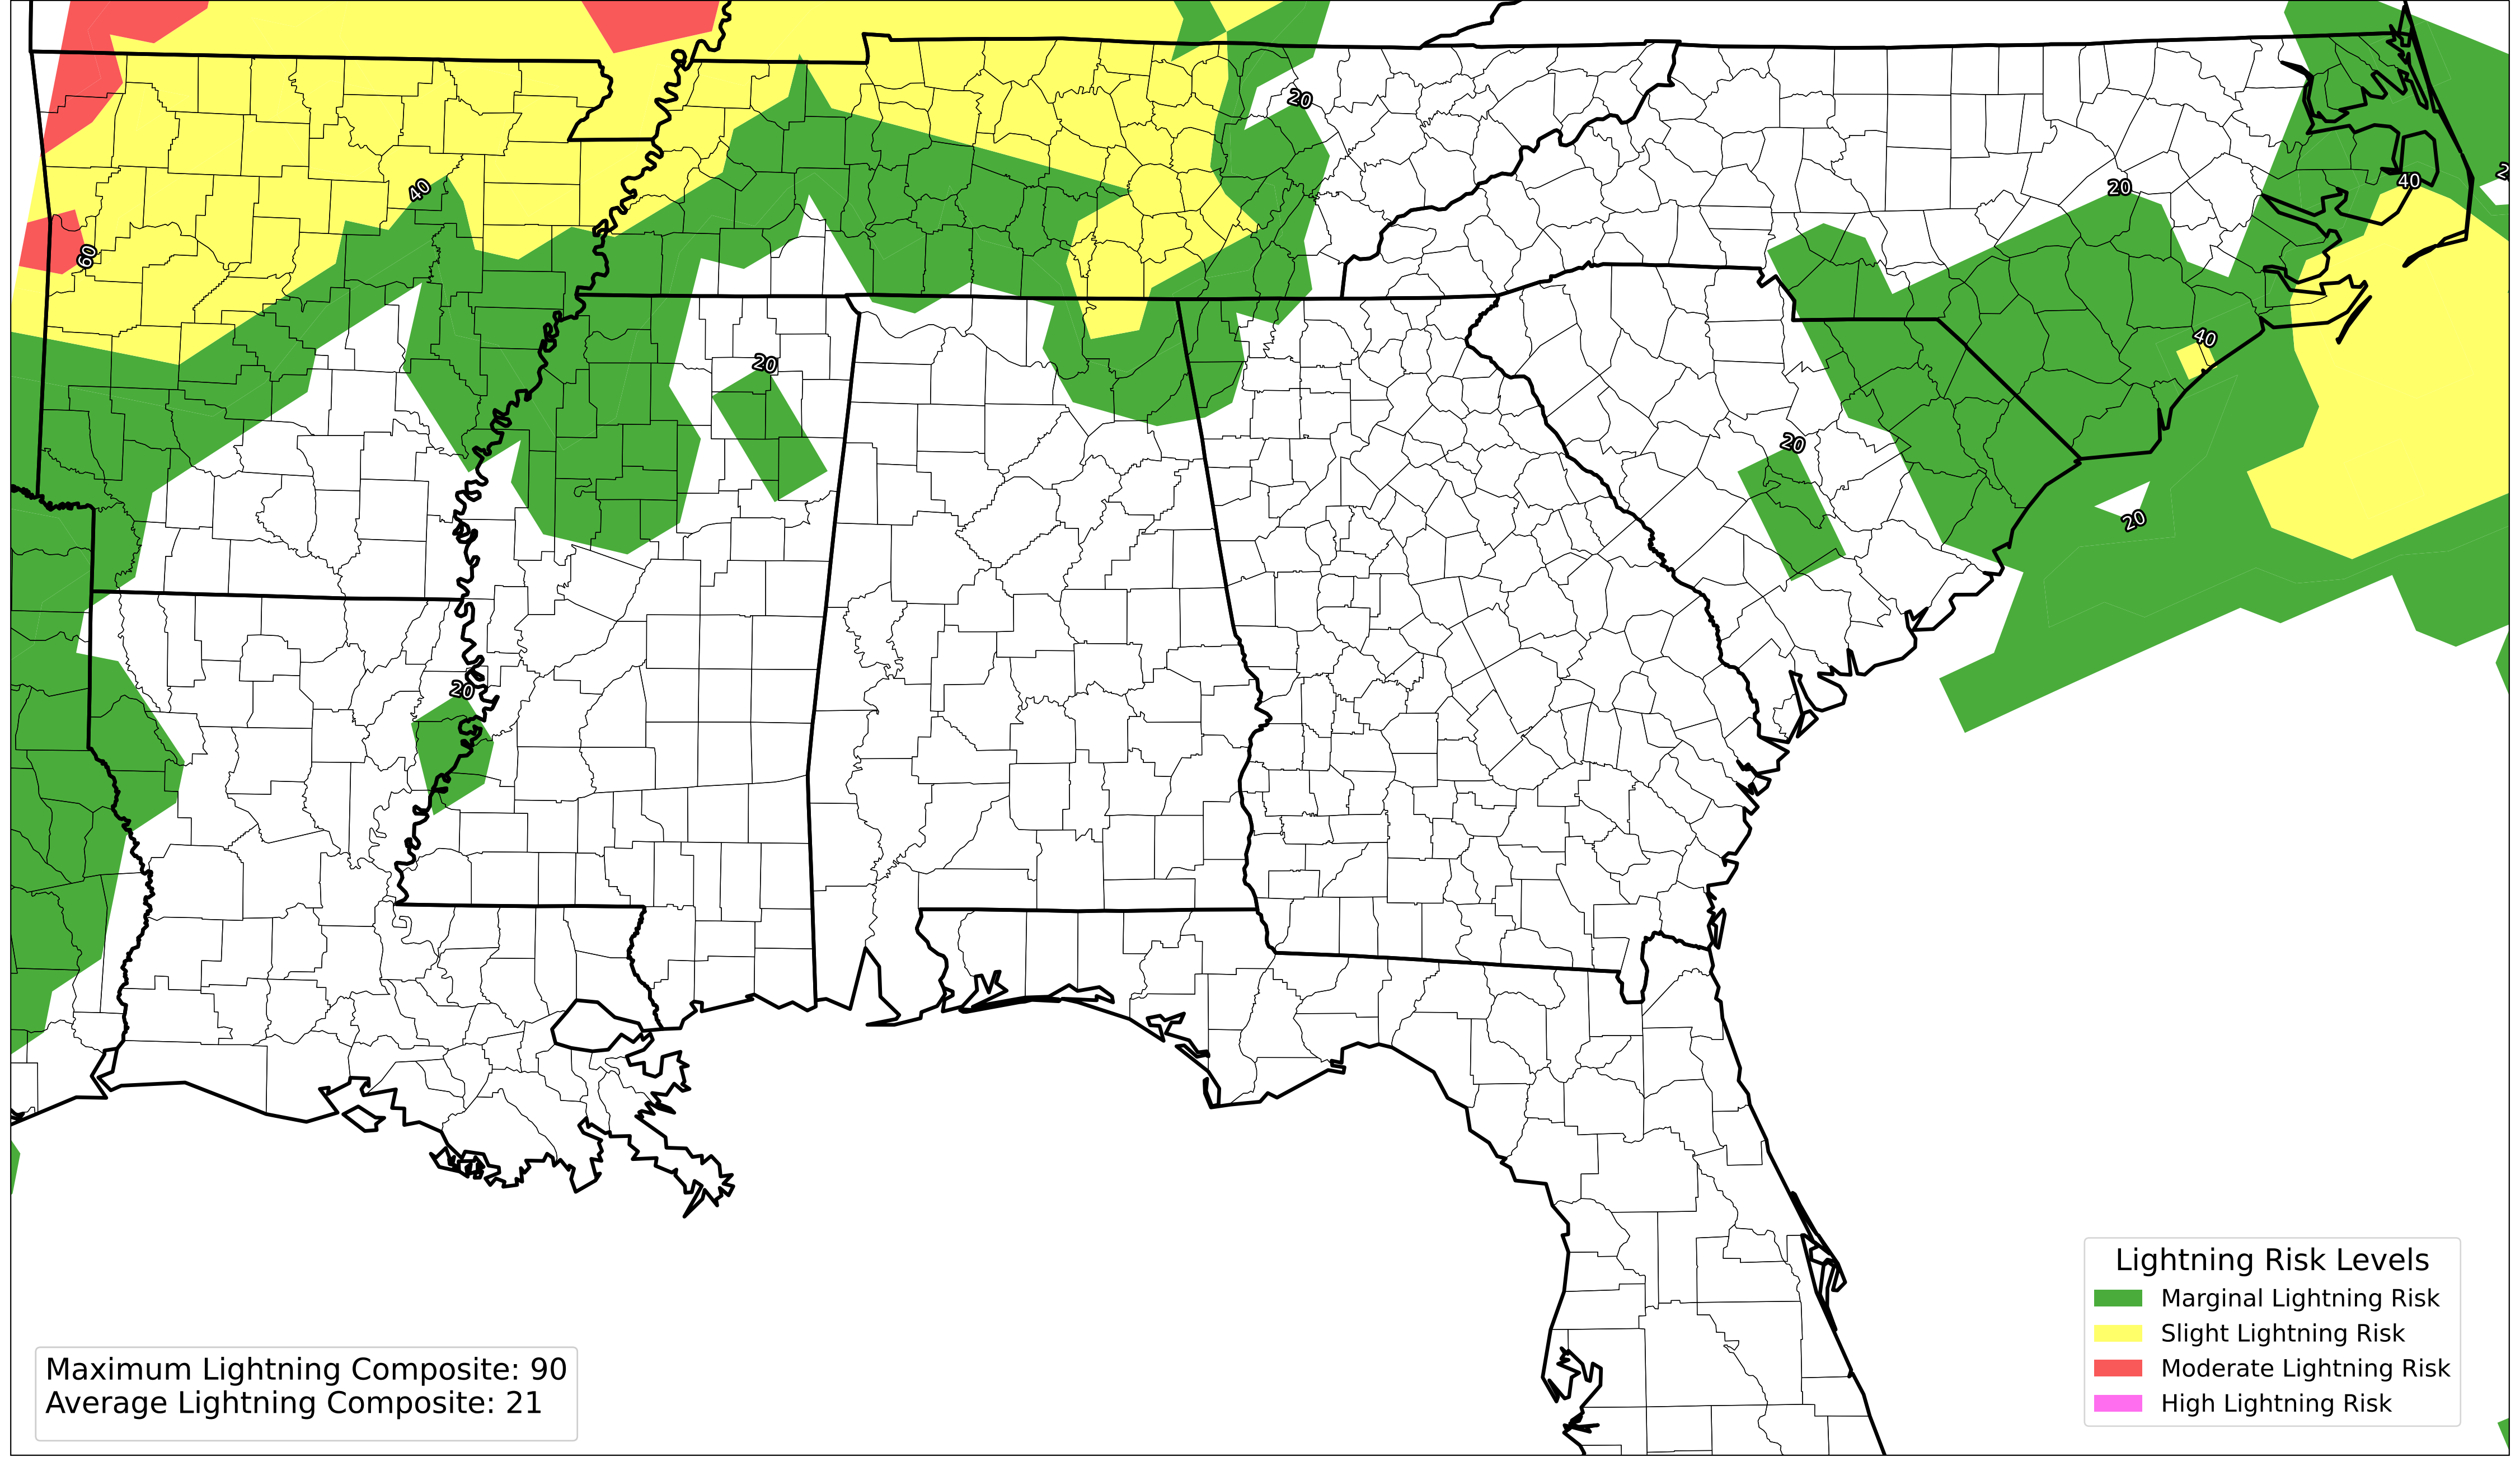 20
40
20
40
2
60
40
20
20
20
20
Lightning Risk Levels
Marginal Lightning Risk
Slight Lightning Risk
Moderate Lightning Risk
High Lightning Risk
Maximum Lightning Composite: 90
Average Lightning Composite: 21